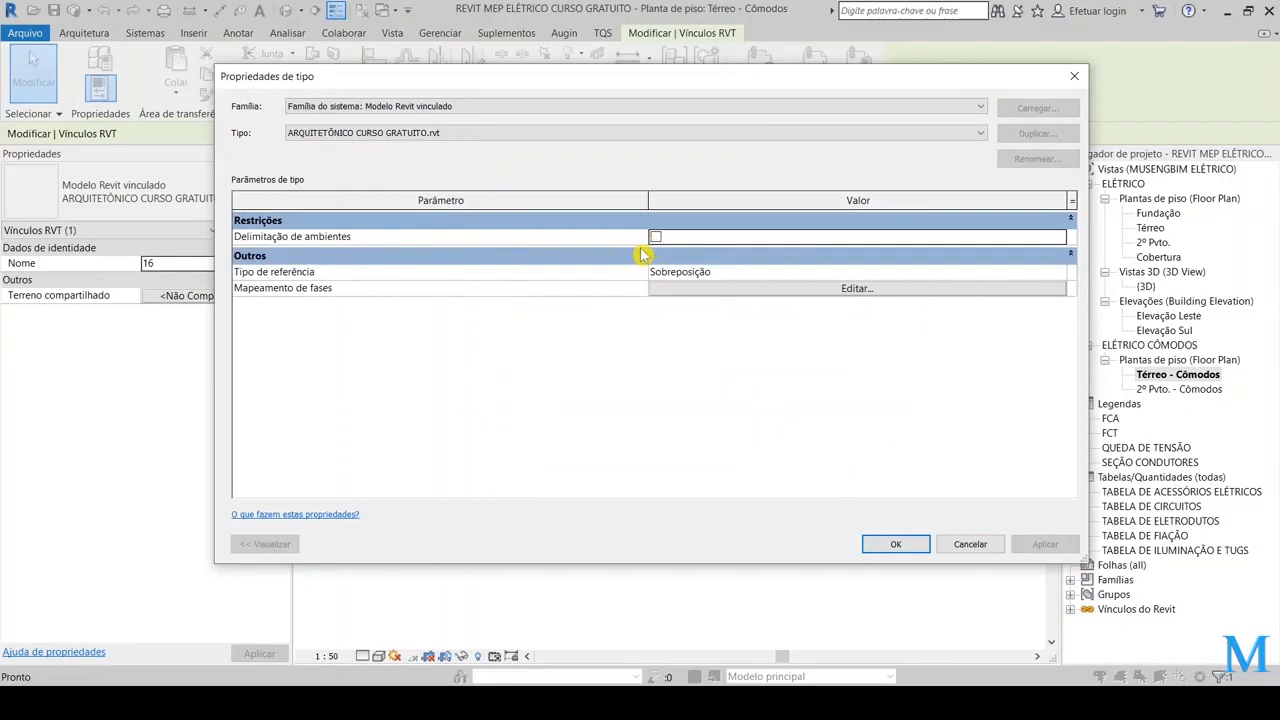 REVIT MEP ELÉTRICO CURSO GRATUITO - Planta de piso: Térreo - Cômodos
Digite palavra-chave ou frase
Efetuar login
Arquivo Arquitetura Sistemas Inserir Anotar Analisar Colaborar Vista Gerenciar Suplementos Augin TQS Modificar | Vínculos RVT
Modificar
Junta
Colar
Selecionar Propriedades Área de transferê
Modificar | Vínculos RVT
Propriedades
Modelo Revit vinculado
ARQUITETÔNICO CURSO GRATUIT
Vínculos RVT (1)
Dados de identidade
Nome 16
Outros
Terreno compartilhado <Não Comp
Ajuda de propriedades Aplicar
Propriedades de tipo
Família: Família do sistema: Modelo Revit vinculado Carregar...
Tipo: ARQUITETÔNICO CURSO GRATUITO.rvt Duplicar...
Renomear...
Parâmetros de tipo
Parâmetro Valor =
Restrições
Delimitação de ambientes
Outros
Tipo de referência Sobreposição
Mapeamento de fases Editar...
O que fazem estas propriedades?
<< Visualizar OK Cancelar Aplicar
gador de projeto - REVIT MEP ELÉTRICO...
Vistas (MUSENGBIM ELÉTRICO)
ELÉTRICO
Plantas de piso (Floor Plan)
Fundação
Térreo
2º Pvto.
Cobertura
Vistas 3D (3D View)
{3D}
Elevações (Building Elevation)
Elevação Leste
Elevação Sul
ELÉTRICO CÔMODOS
Plantas de piso (Floor Plan)
Térreo - Cômodos
2º Pvto. - Cômodos
Legendas
FCA
FCT
QUEDA DE TENSÃO
SEÇÃO CONDUTORES
Tabelas/Quantidades (todas)
TABELA DE ACESSÓRIOS ELÉTRICOS
TABELA DE CIRCUITOS
TABELA DE ELETRODUTOS
TABELA DE FIAÇÃO
TABELA DE ILUMINAÇÃO E TUGS
Folhas (all)
Famílias
Grupos
Vínculos do Revit
1 : 50
M
Pronto :0 Modelo principal :1